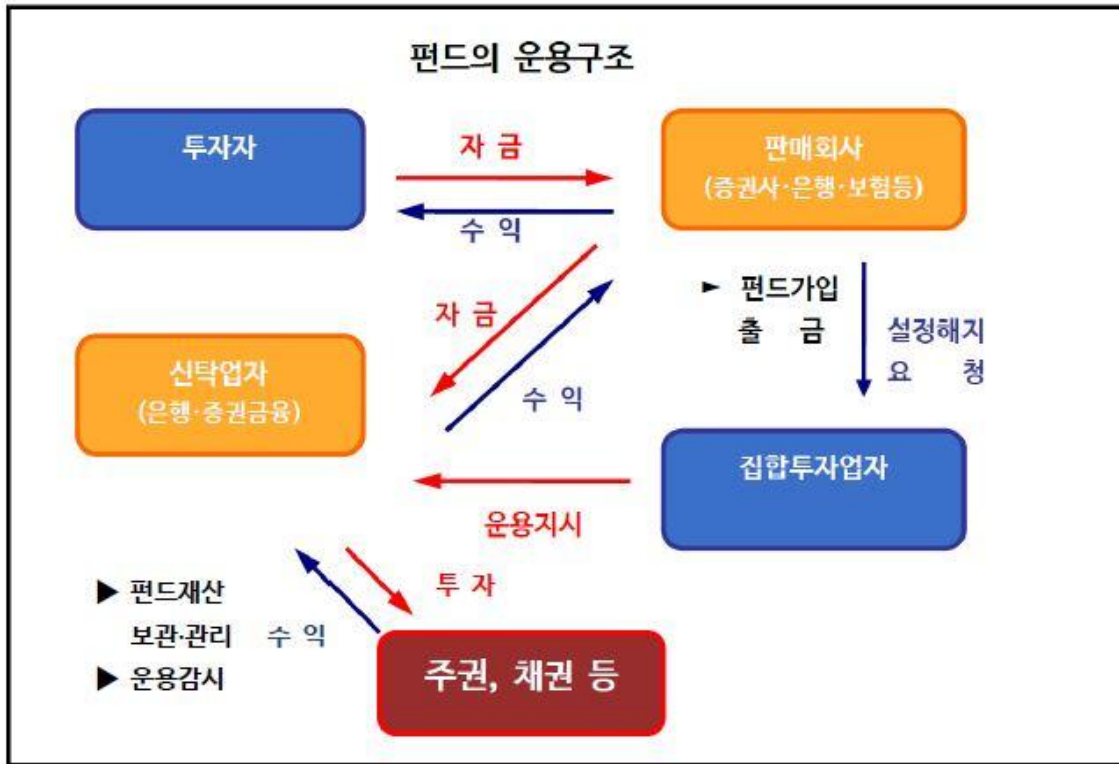 펀드의 운용구조
투자자
자 금
판매회사
(증권사·은행·보험등)
수 익
자 금
► 펀드가입
출 금
설정해지
요 청
신탁업자
(은행·증권금융)
수 익
집합투자업자
운용지시
▶ 펀드재산
보관·관리
▶ 운용감시
수 익
투 자
주권, 채권 등